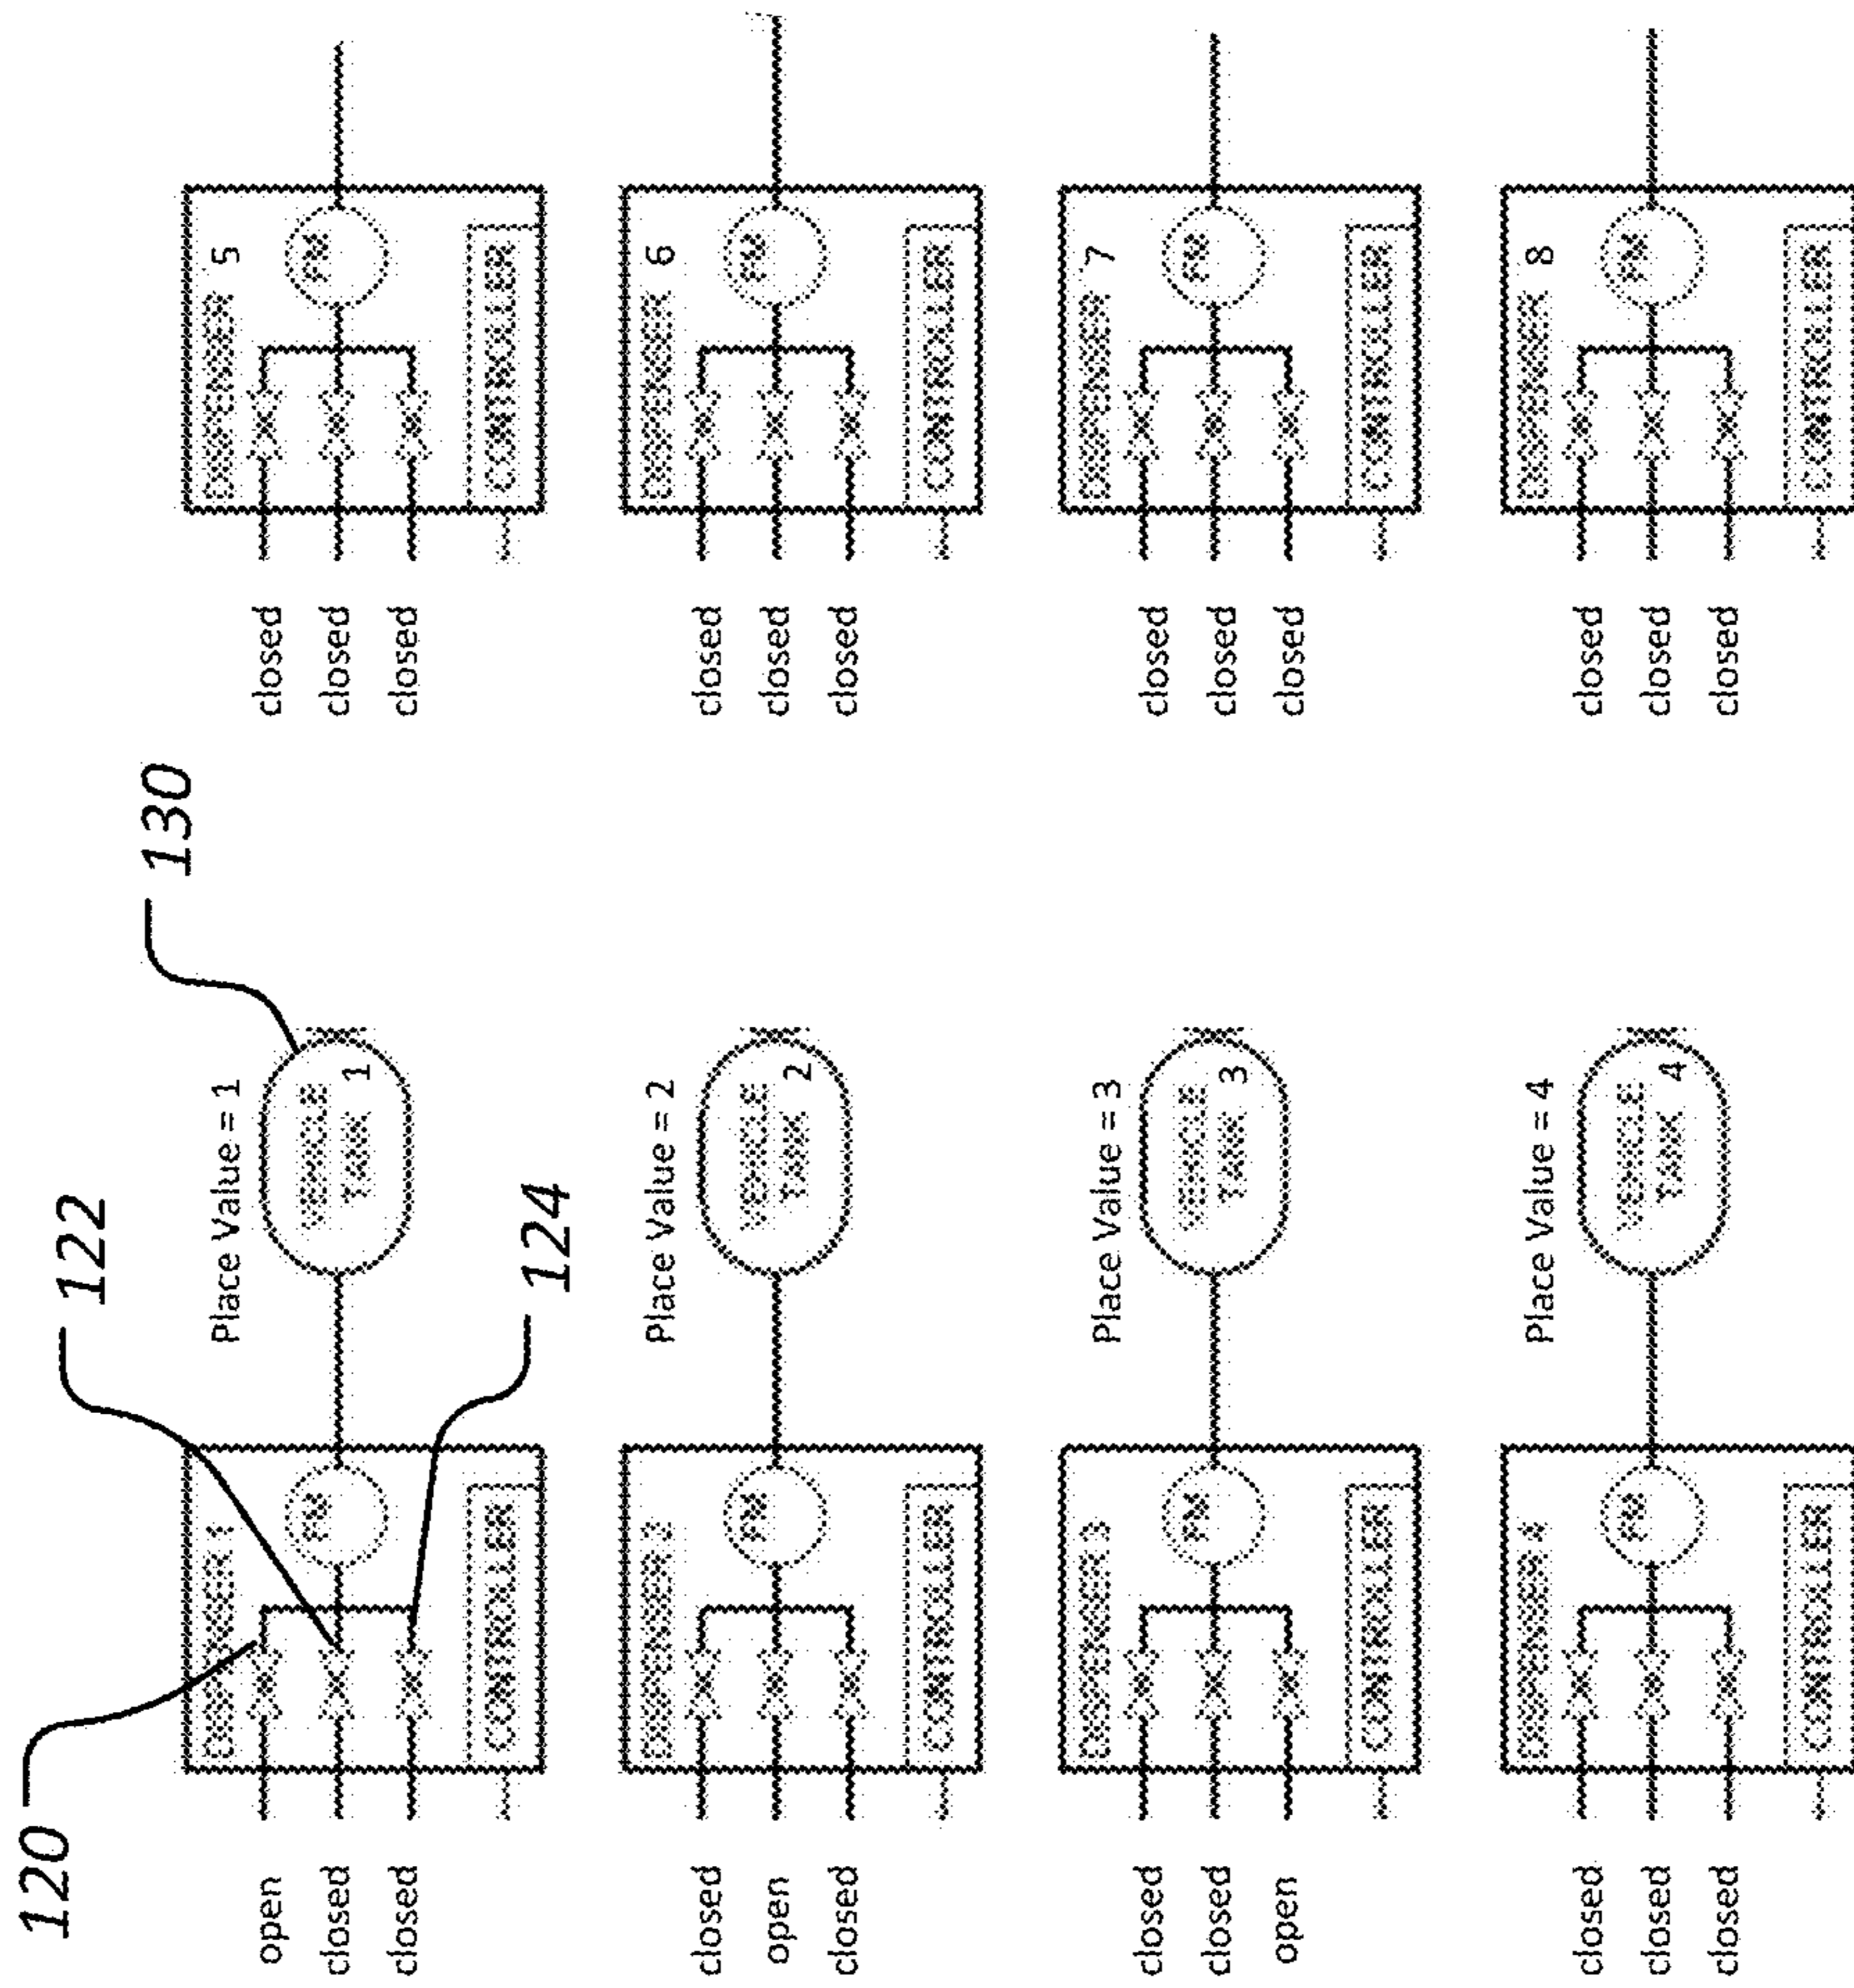 120
122
130
124
open
closed
closed
DISPENSER 1
FM
CONTROLLER
Place Value = 1
VEHICLE
TANK 1
closed
closed
closed
DISPENSER 5
FM
CONTROLLER
closed
open
closed
DISPENSER 2
FM
CONTROLLER
Place Value = 2
VEHICLE
TANK 2
closed
closed
closed
DISPENSER 6
FM
CONTROLLER
closed
closed
open
DISPENSER 3
FM
CONTROLLER
Place Value = 3
VEHICLE
TANK 3
closed
closed
closed
DISPENSER 7
FM
CONTROLLER
closed
closed
closed
DISPENSER 4
FM
CONTROLLER
Place Value = 4
VEHICLE
TANK 4
closed
closed
closed
DISPENSER 8
FM
CONTROLLER